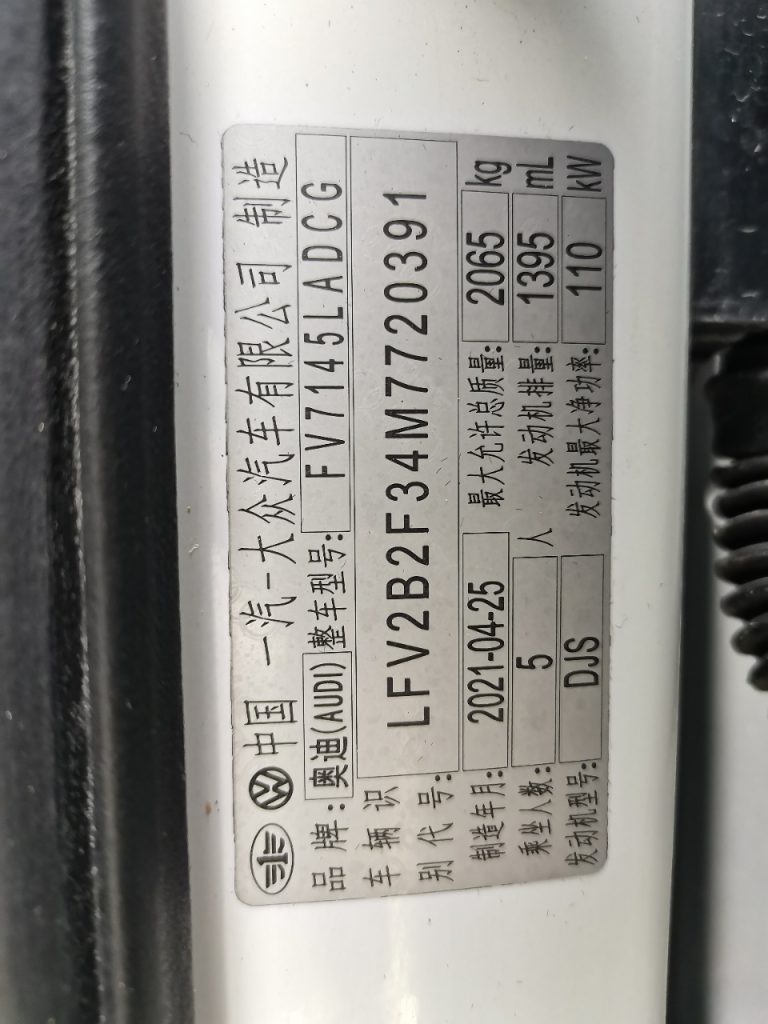 中国 一汽-大众汽车有限公司 制造
品牌: 奥迪(AUDI) 整车型号: FV7145LADCG
车辆识别代号: LFV2B2F34M7720391
制造年月: 2021-04-25 最大允许总质量: 2065 kg
乘坐人数: 5 人 发动机排量: 1395 mL
发动机型号: DJS 发动机最大净功率: 110 kW